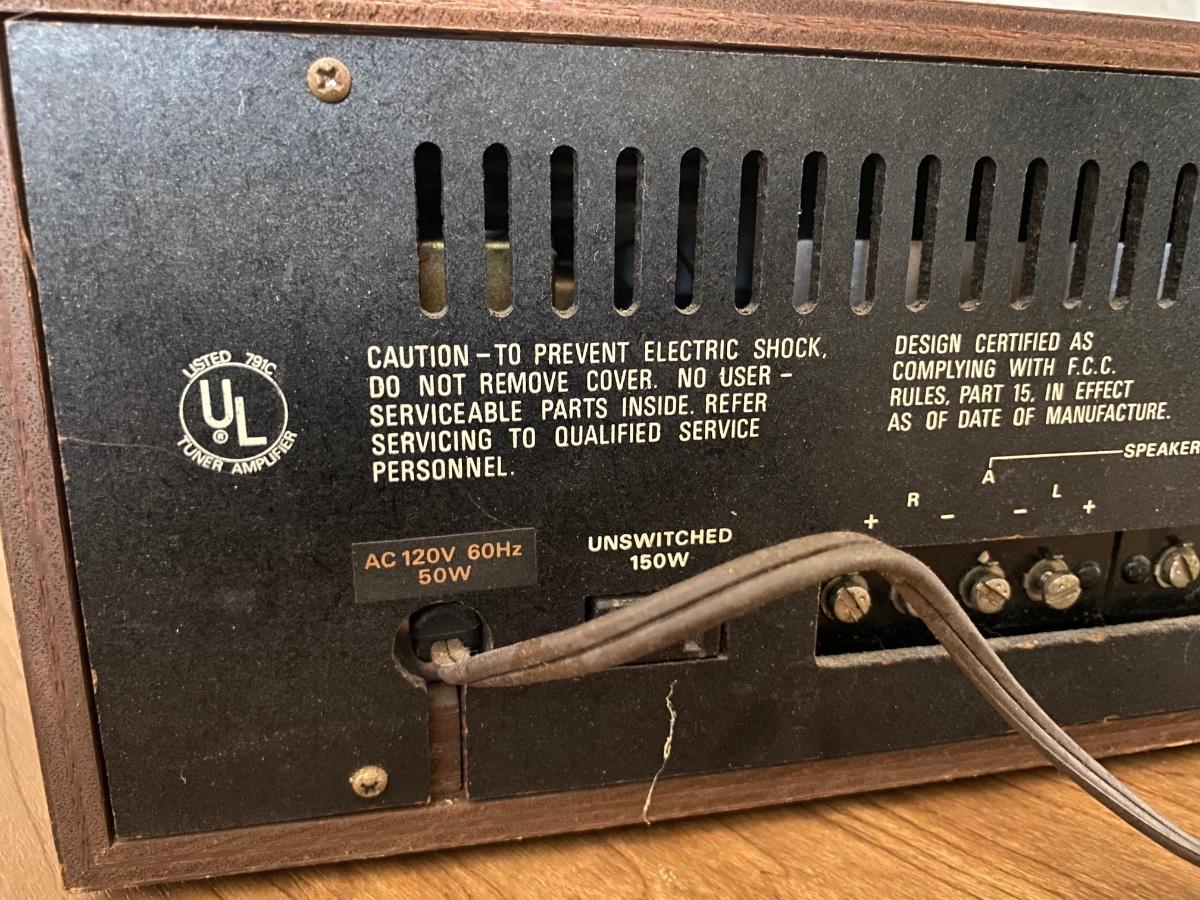 LISTED 791C
UL
®
TUNER AMPLIFIER
CAUTION – TO PREVENT ELECTRIC SHOCK,
DO NOT REMOVE COVER. NO USER –
SERVICEABLE PARTS INSIDE. REFER
SERVICING TO QUALIFIED SERVICE
PERSONNEL.
DESIGN CERTIFIED AS
COMPLYING WITH F.C.C.
RULES, PART 15, IN EFFECT
AS OF DATE OF MANUFACTURE.
SPEAKER
A
R L
+ – – +
AC 120V 60Hz
50W
UNSWITCHED
150W